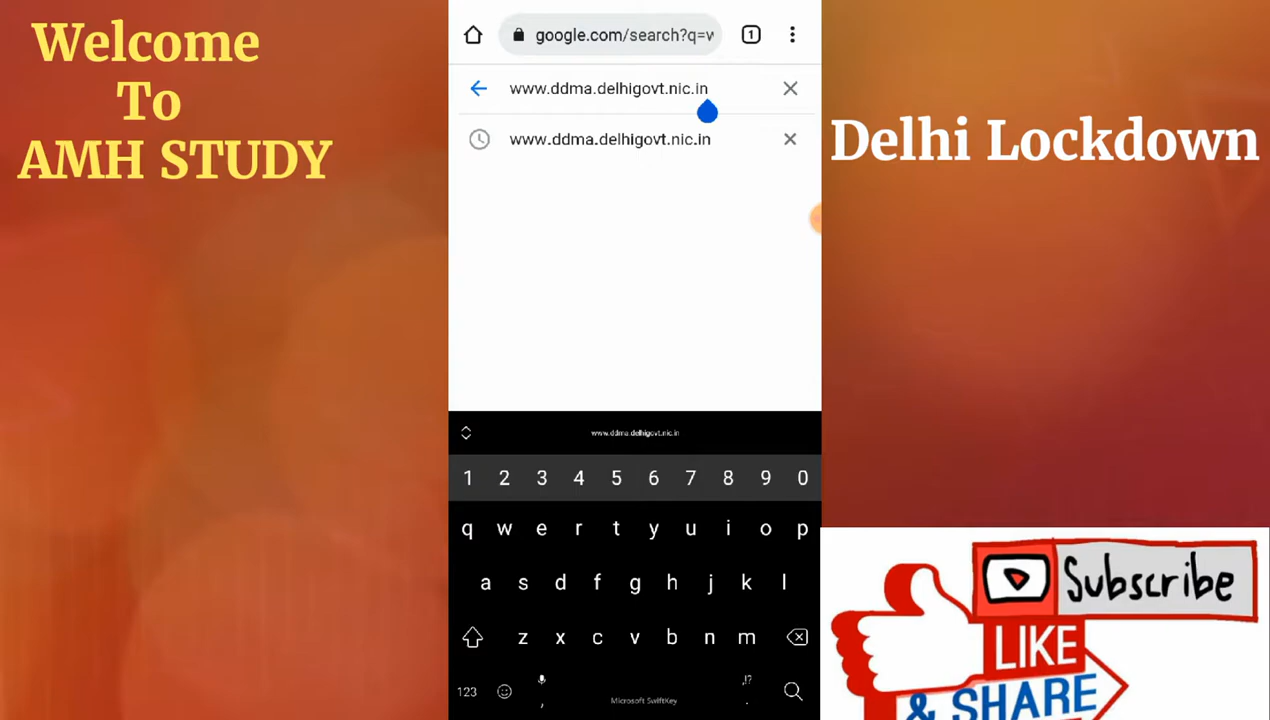 Welcome
To
AMH STUDY
google.com/search?q=w
1
www.ddma.delhigovt.nic.in
www.ddma.delhigovt.nic.in
www.ddma.delhigovt.nic.in
1 2 3 4 5 6 7 8 9 0
q w e r t y u i o p
a s d f g h j k l
z x c v b n m
123 , Microsoft SwiftKey ,!? .
Delhi Lockdown
Subscribe
LIKE
& SHARE